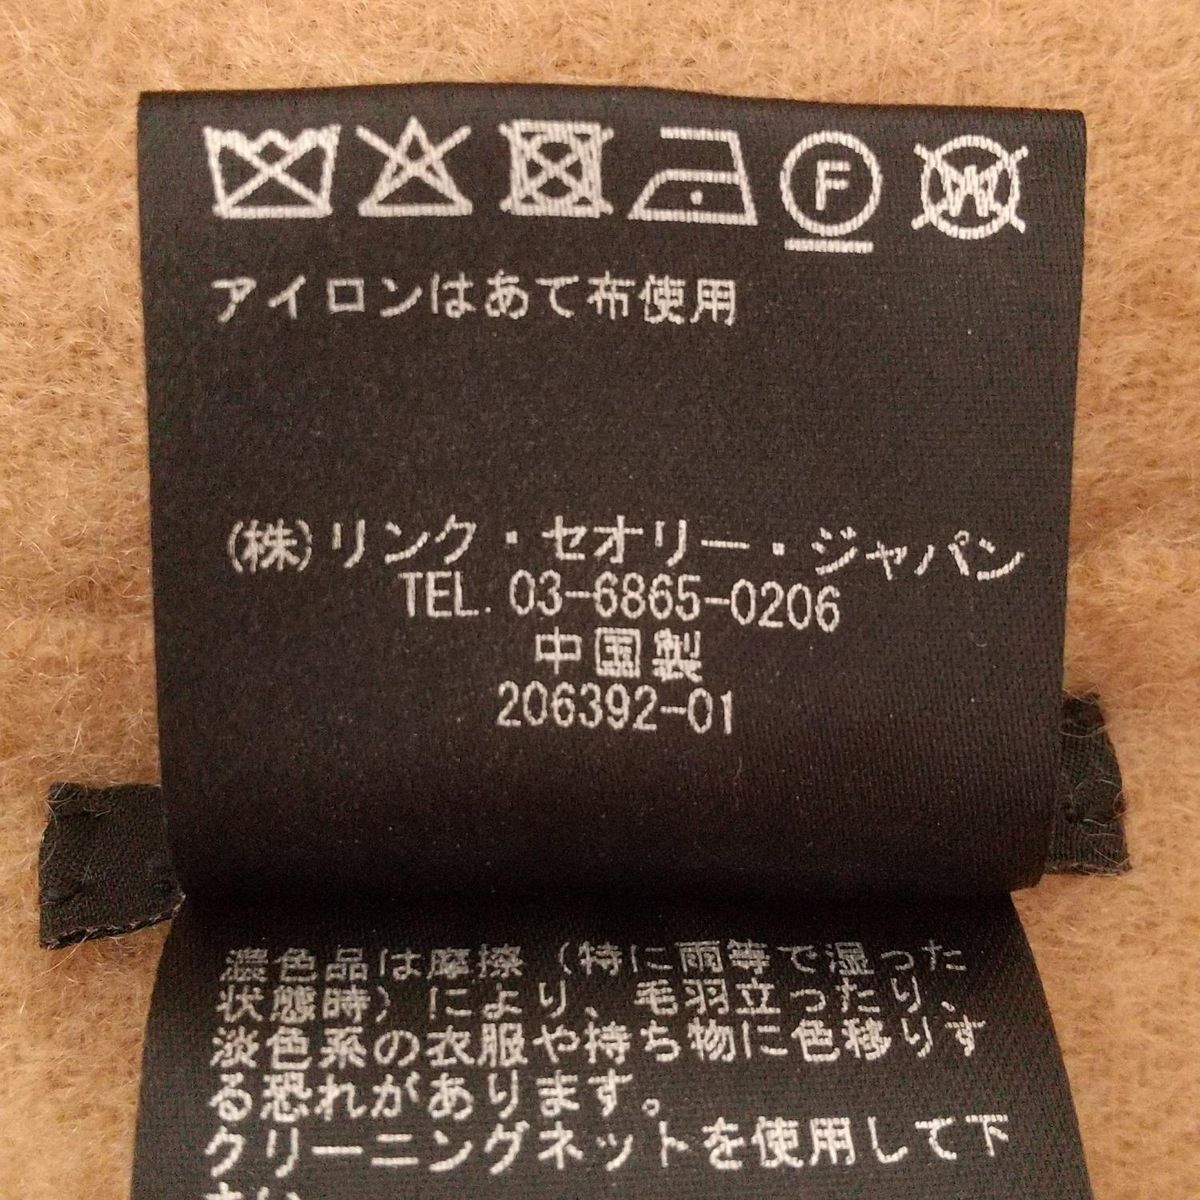 F W
アイロンはあて布使用
(株)リンク・セオリー・ジャパン
TEL. 03-6865-0206
中国製
206392-01
濃色品は摩擦（特に雨等で湿った
状態時）により、毛羽立ったり、
淡色系の衣服や持ち物に色移りす
る恐れがあります。
クリーニングネットを使用して下
さい